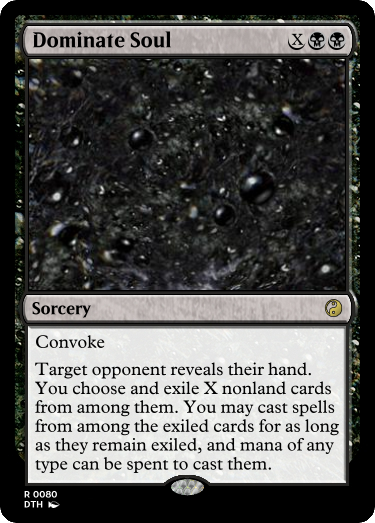 Dominate Soul X
Sorcery
Convoke
Target opponent reveals their hand.
You choose and exile X nonland cards
from among them. You may cast spells
from among the exiled cards for as long
as they remain exiled, and mana of any
type can be spent to cast them.
R 0080
DTH